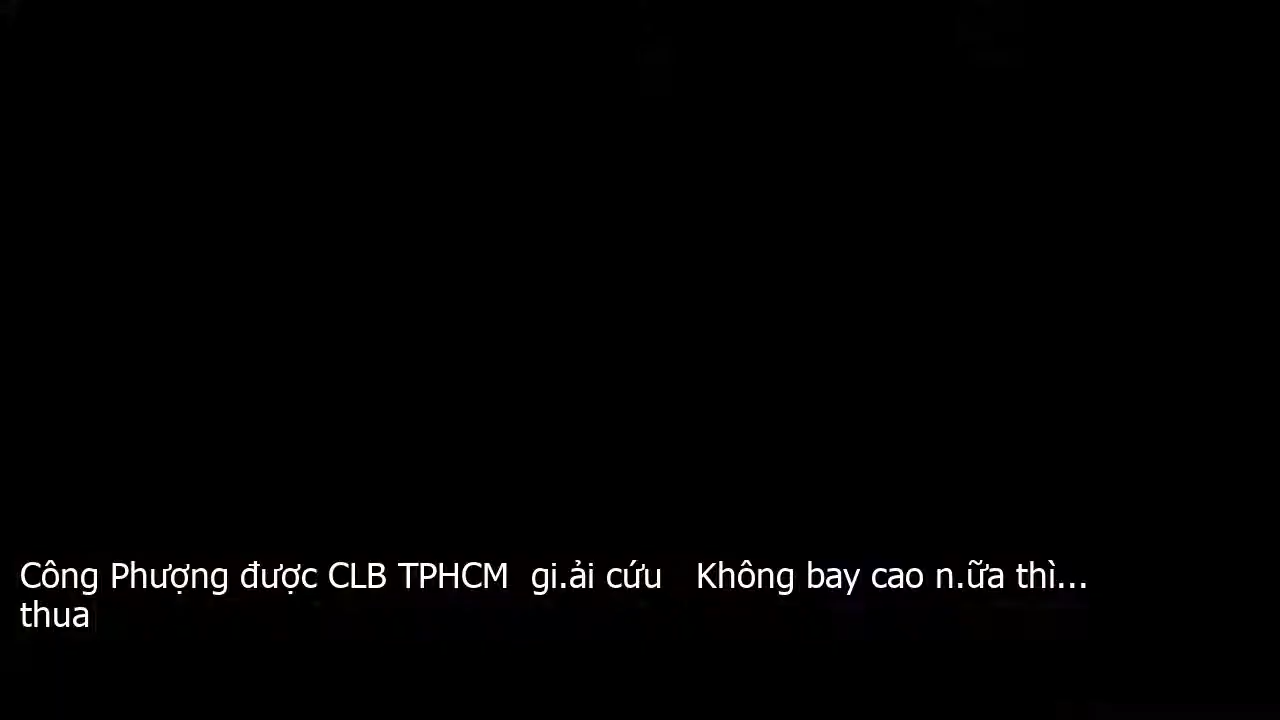 Công Phượng được CLB TPHCM  gi.ải cứu   Không bay cao n.ữa thì...
thua